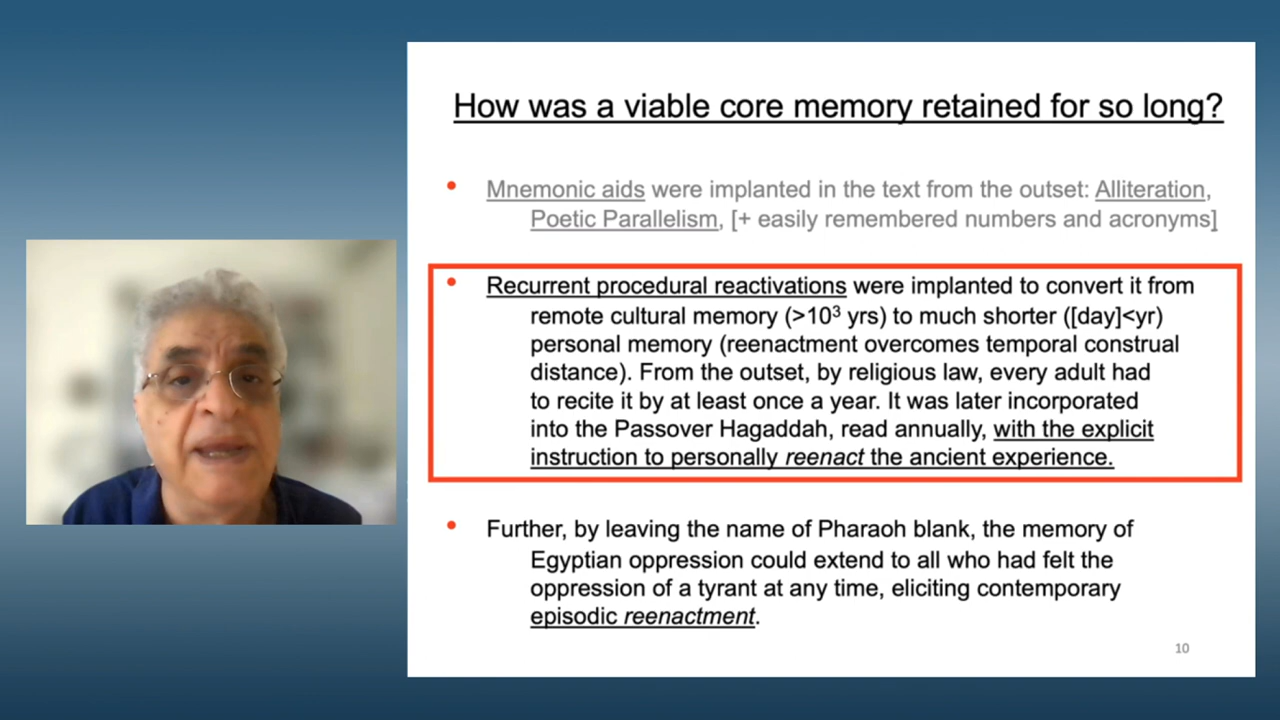 How was a viable core memory retained for so long?
• Mnemonic aids were implanted in the text from the outset: Alliteration,
Poetic Parallelism, [+ easily remembered numbers and acronyms]
• Recurrent procedural reactivations were implanted to convert it from
remote cultural memory (>10³ yrs) to much shorter ([day]<yr)
personal memory (reenactment overcomes temporal construal
distance). From the outset, by religious law, every adult had
to recite it by at least once a year. It was later incorporated
into the Passover Hagaddah, read annually, with the explicit
instruction to personally reenact the ancient experience.
• Further, by leaving the name of Pharaoh blank, the memory of
Egyptian oppression could extend to all who had felt the
oppression of a tyrant at any time, eliciting contemporary
episodic reenactment.
10